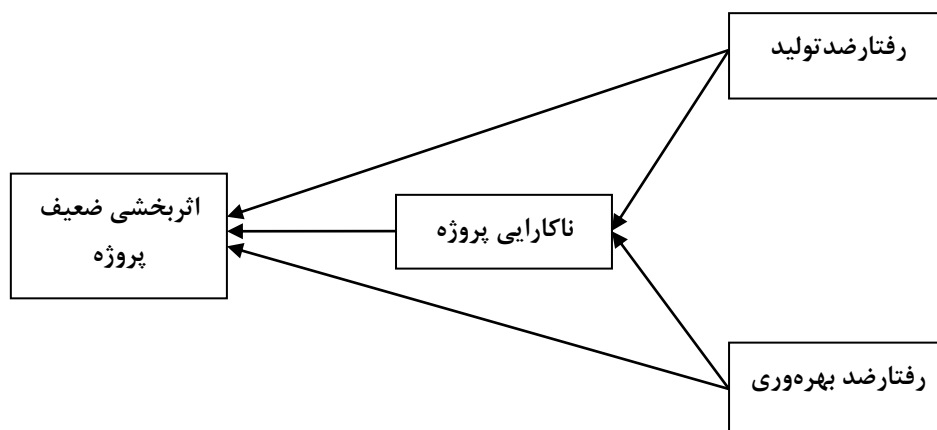 رفتارضدتولید
ناکارایی پروژه
اثربخشی ضعیف
پروژه
رفتارضد بهره‌وری